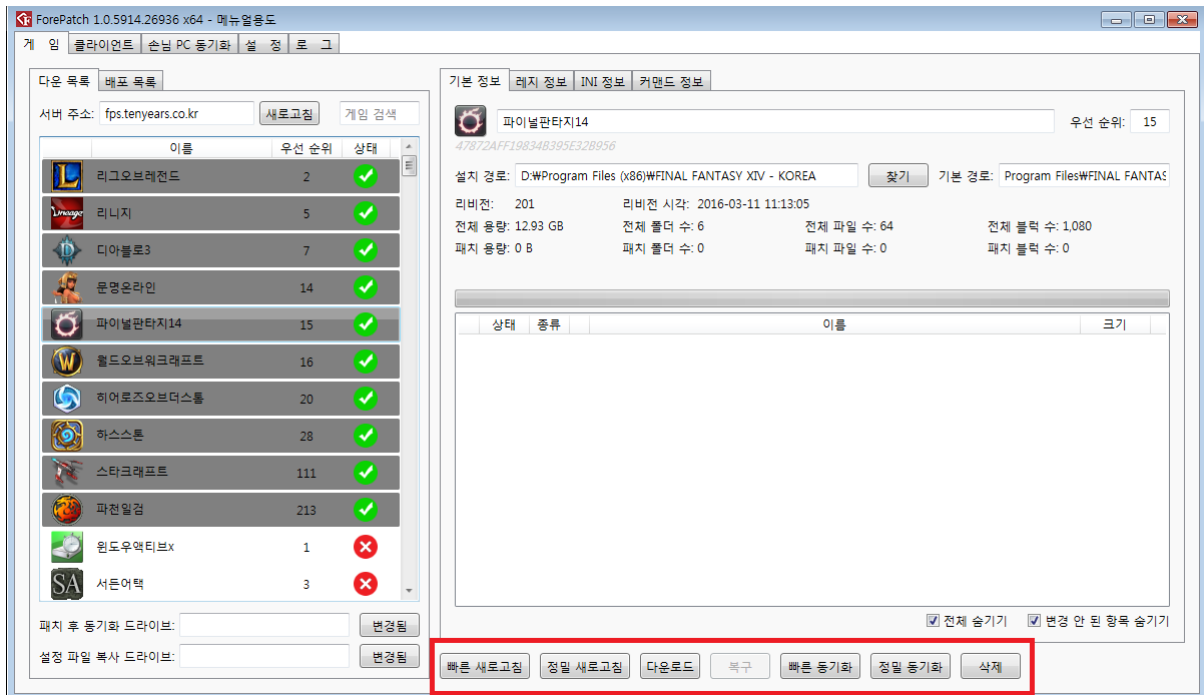 ForePatch 1.0.5914.26936 x64 - 메뉴얼용도
게 임 클라이언트 손님 PC 동기화 설 정 로 그
다운 목록 배포 목록
서버 주소: fps.tenyears.co.kr 새로고침 게임 검색
이름 우선 순위 상태
리그오브레전드 2
Lineage 리니지 5
디아블로3 7
문명온라인 14
파이널판타지14 15
월드오브워크래프트 16
히어로즈오브더스톰 20
하스스톤 28
스타크래프트 111
파천일검 213
윈도우액티브x 1
SA 서든어택 3
패치 후 동기화 드라이브: 변경됨
설정 파일 복사 드라이브: 변경됨
기본 정보 레지 정보 INI 정보 커맨드 정보
파이널판타지14 우선 순위: 15
47872AFF19834B395E32B956
설치 경로: D:₩Program Files (x86)₩FINAL FANTASY XIV - KOREA 찾기 기본 경로: Program Files₩FINAL FANTAS
리비전: 201 리비전 시각: 2016-03-11 11:13:05
전체 용량: 12.93 GB 전체 폴더 수: 6 전체 파일 수: 64 전체 블럭 수: 1,080
패치 용량: 0 B 패치 폴더 수: 0 패치 파일 수: 0 패치 블럭 수: 0
상태 종류 이름 크기
전체 숨기기 변경 안 된 항목 숨기기
빠른 새로고침 정밀 새로고침 다운로드 복구 빠른 동기화 정밀 동기화 삭제